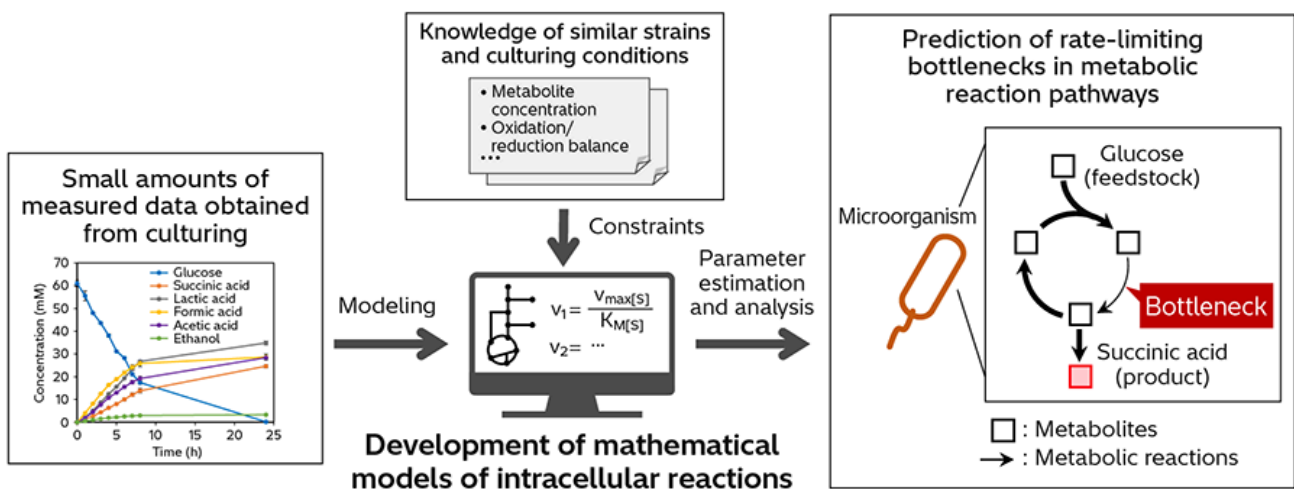 Small amounts of
measured data obtained
from culturing
70
60
50
40
30
20
10
0
Concentration (mM)
Glucose
Succinic acid
Lactic acid
Formic acid
Acetic acid
Ethanol
0 5 10 15 20 25
Time (h)
Modeling
Knowledge of similar strains
and culturing conditions
• Metabolite
concentration
• Oxidation/
reduction balance
•••
Constraints
v1= vmax[S]
KM[S]
v2= ···
Development of mathematical
models of intracellular reactions
Parameter
estimation
and analysis
Prediction of rate-limiting
bottlenecks in metabolic
reaction pathways
Microorganism
Glucose
(feedstock)
Bottleneck
Succinic acid
(product)
: Metabolites
: Metabolic reactions